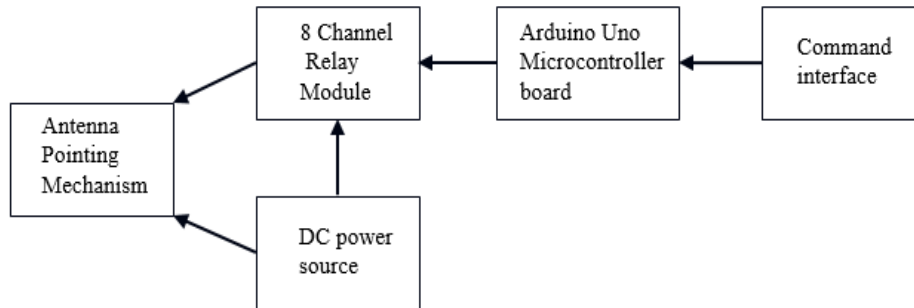 8 Channel
Relay
Module
Arduino Uno
Microcontroller
board
Command
interface
Antenna
Pointing
Mechanism
DC power
source